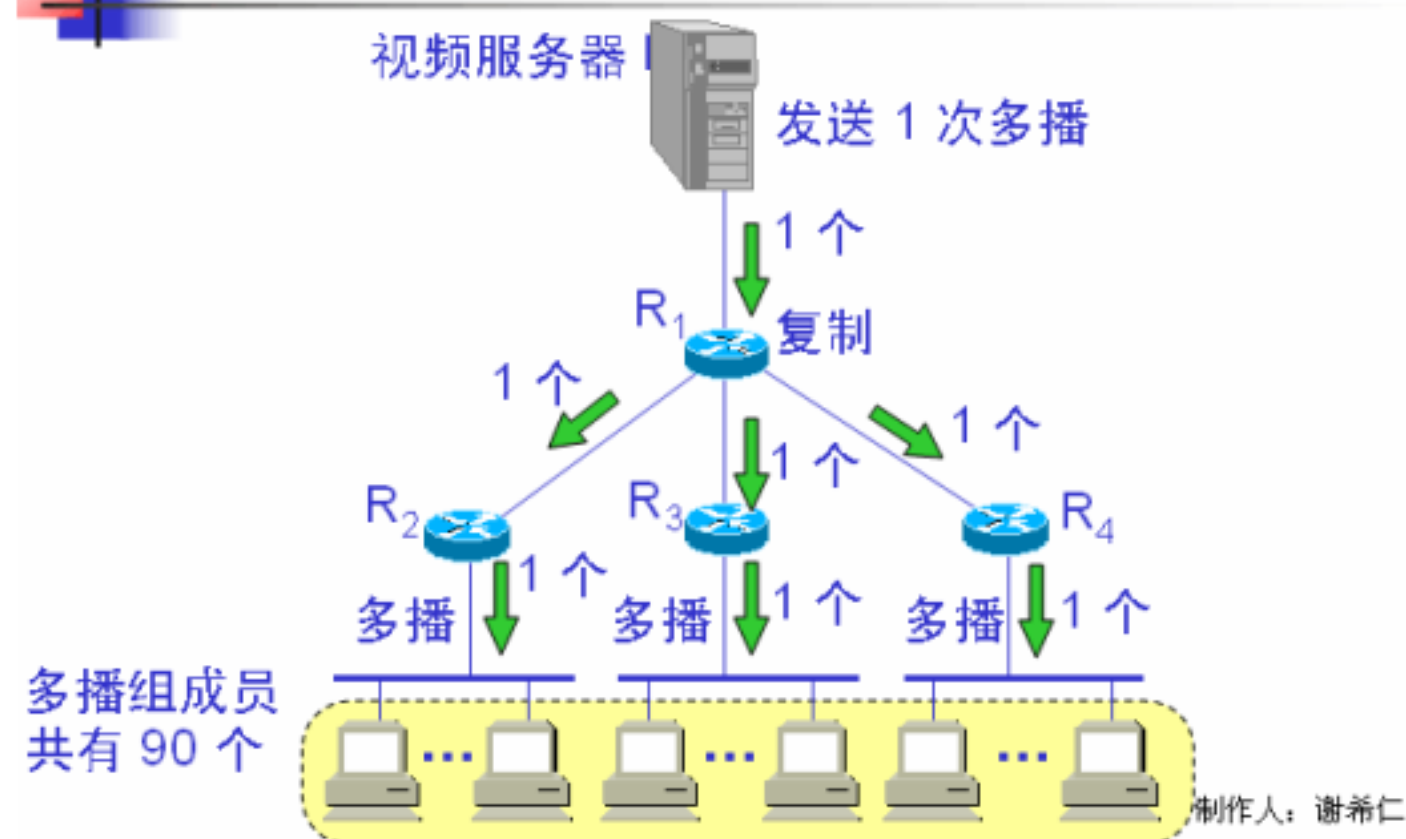 视频服务器
发送 1 次多播
1 个
R1
复制
1 个
1 个
1 个
R2
R3
R4
1 个
1 个
1 个
多播
多播
多播
多播组成员
共有 90 个
制作人：谢希仁